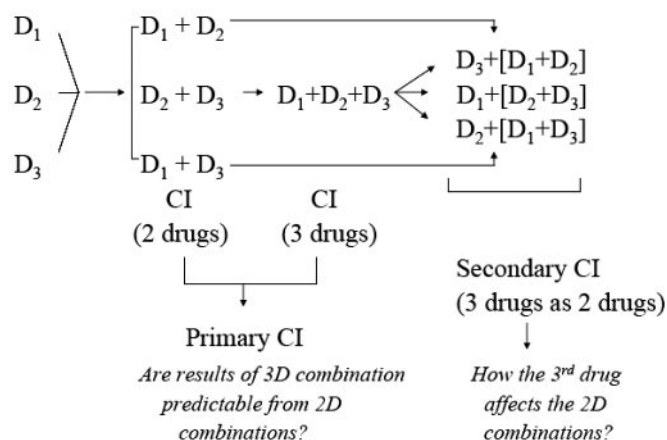 D₁
D₂
D₃
D₁ + D₂
D₂ + D₃
D₁ + D₃
D₁+D₂+D₃
D₃+[D₁+D₂]
D₁+[D₂+D₃]
D₂+[D₁+D₃]
CI
(2 drugs)
CI
(3 drugs)
Primary CI
Are results of 3D combination
predictable from 2D
combinations?
Secondary CI
(3 drugs as 2 drugs)
How the 3ʳᵈ drug
affects the 2D
combinations?